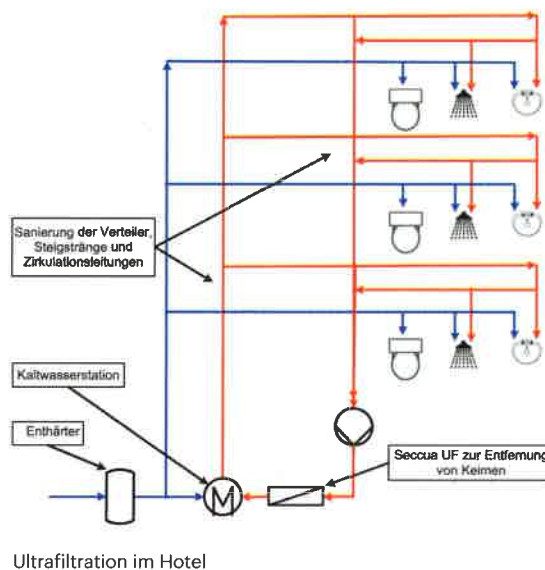 Sanierung der Verteiler,
Steigstränge und
Zirkulationsleitungen
Kaltwasserstation
Enthärter
M
Seccua UF zur Entfernung
von Keimen
Ultrafiltration im Hotel